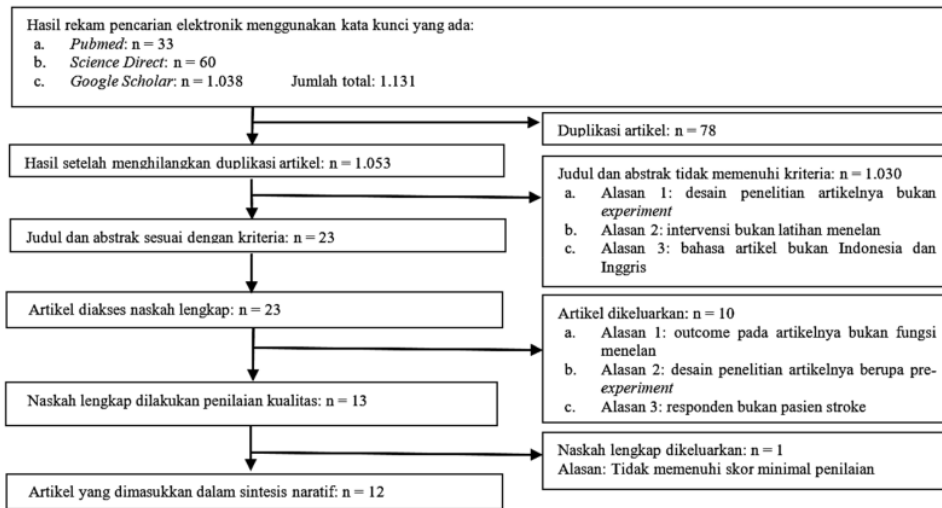 Hasil rekam pencarian elektronik menggunakan kata kunci yang ada:
a. Pubmed: n = 33
b. Science Direct: n = 60
c. Google Scholar: n = 1.038 Jumlah total: 1.131
Duplikasi artikel: n = 78
Hasil setelah menghilangkan duplikasi artikel: n = 1.053
Judul dan abstrak tidak memenuhi kriteria: n = 1.030
a. Alasan 1: desain penelitian artikelnya bukan
experiment
b. Alasan 2: intervensi bukan latihan menelan
c. Alasan 3: bahasa artikel bukan Indonesia dan
Inggris
Judul dan abstrak sesuai dengan kriteria: n = 23
Artikel diakses naskah lengkap: n = 23
Artikel dikeluarkan: n = 10
a. Alasan 1: outcome pada artikelnya bukan fungsi
menelan
b. Alasan 2: desain penelitian artikelnya berupa pre-
experiment
c. Alasan 3: responden bukan pasien stroke
Naskah lengkap dilakukan penilaian kualitas: n = 13
Naskah lengkap dikeluarkan: n = 1
Alasan: Tidak memenuhi skor minimal penilaian
Artikel yang dimasukkan dalam sintesis naratif: n = 12